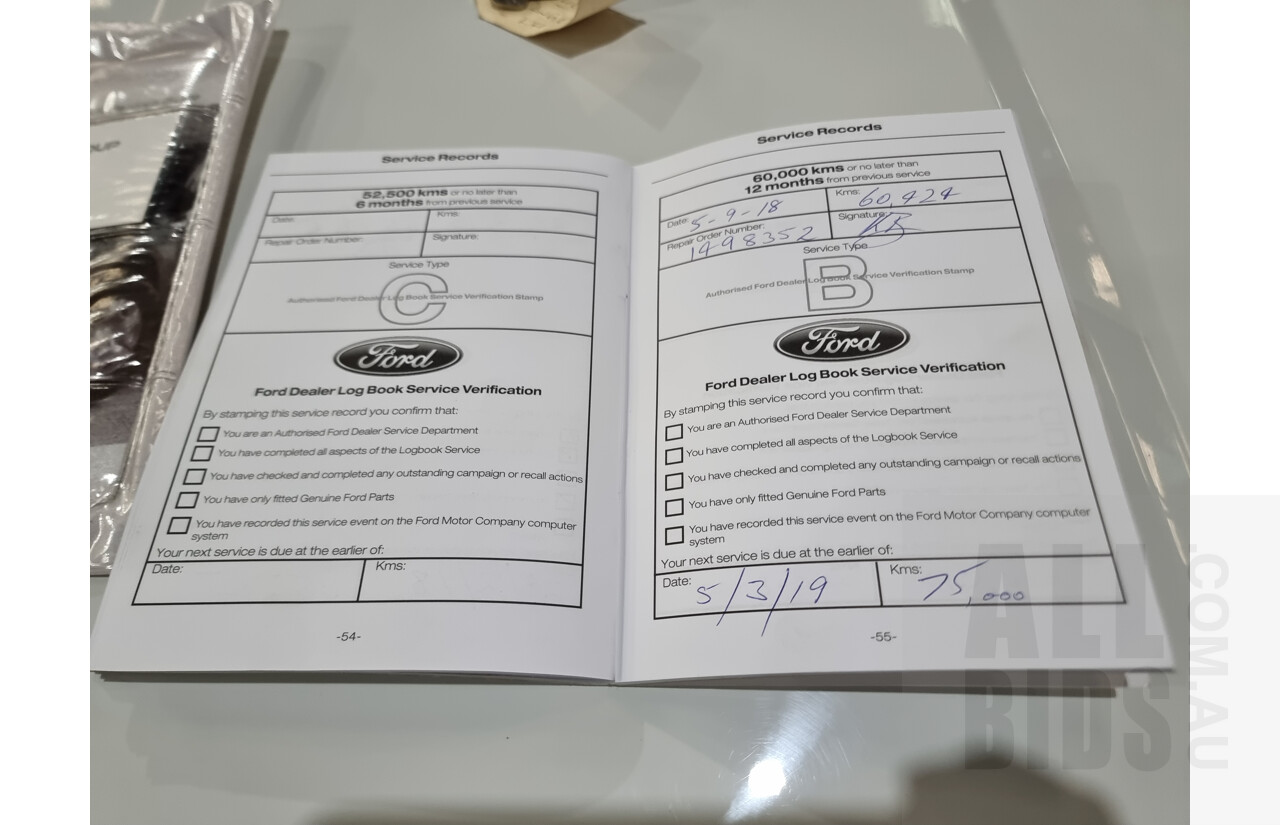 UP
Service Records
52,500 kms or no later than
6 months from previous service
Date:
Kms:
Repair Order Number:
Signature:
Service Type
C
Authorised Ford Dealer Log Book Service Verification Stamp
Ford
Ford Dealer Log Book Service Verification
By stamping this service record you confirm that:
You are an Authorised Ford Dealer Service Department
You have completed all aspects of the Logbook Service
You have checked and completed any outstanding campaign or recall actions
You have only fitted Genuine Ford Parts
You have recorded this service event on the Ford Motor Company computer
system
Your next service is due at the earlier of:
Date:
Kms:
-54-
Service Records
60,000 kms or no later than
12 months from previous service
Date: 5-9-18
Kms: 60,424
Repair Order Number:
1498352
Signature:
Service Type
B
Authorised Ford Dealer Log Book Service Verification Stamp
Ford
Ford Dealer Log Book Service Verification
By stamping this service record you confirm that:
You are an Authorised Ford Dealer Service Department
You have completed all aspects of the Logbook Service
You have checked and completed any outstanding campaign or recall actions
You have only fitted Genuine Ford Parts
You have recorded this service event on the Ford Motor Company computer
system
Your next service is due at the earlier of:
Date: 5/3/19
Kms: 75,000
-55-
ALL
BIDS
.COM.AU